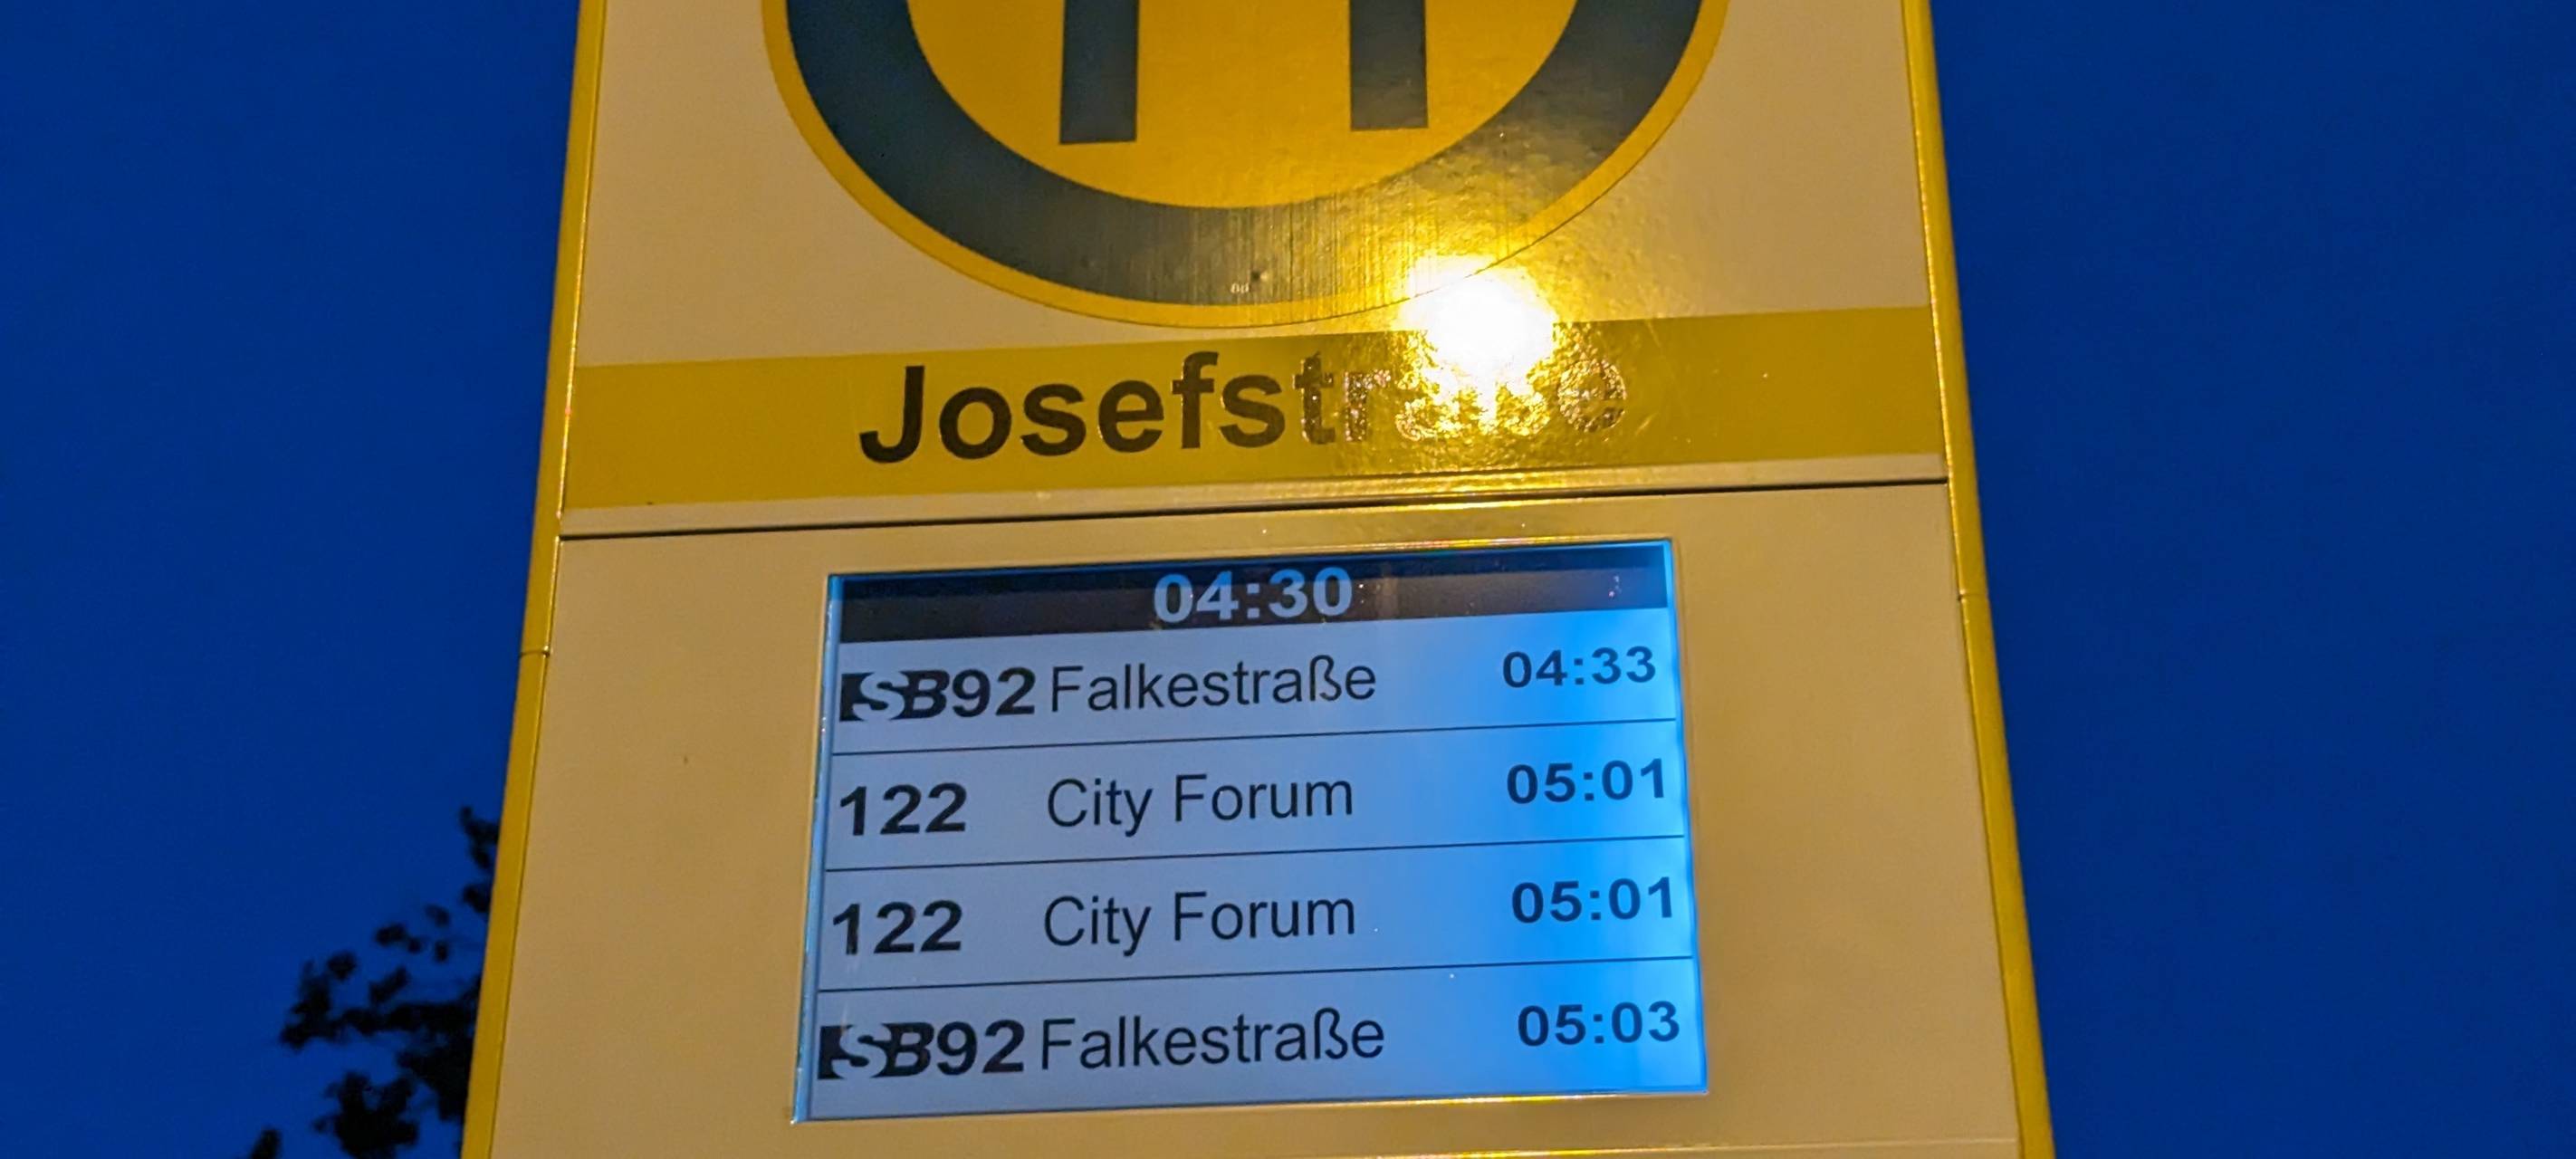 H
Josefstraße
04:30
SB92 Falkestraße 04:33
122 City Forum 05:01
122 City Forum 05:01
SB92 Falkestraße 05:03